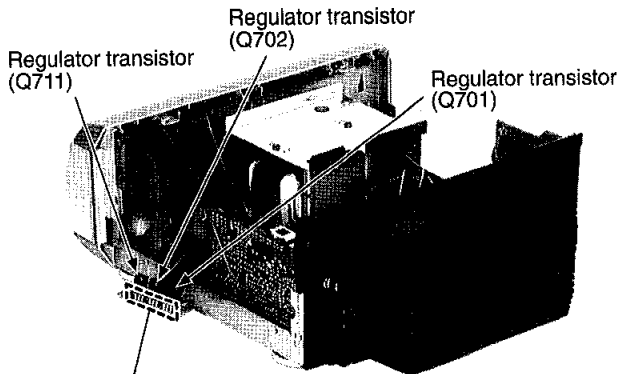 Regulator transistor
(Q702)
Regulator transistor
(Q711)
Regulator transistor
(Q701)